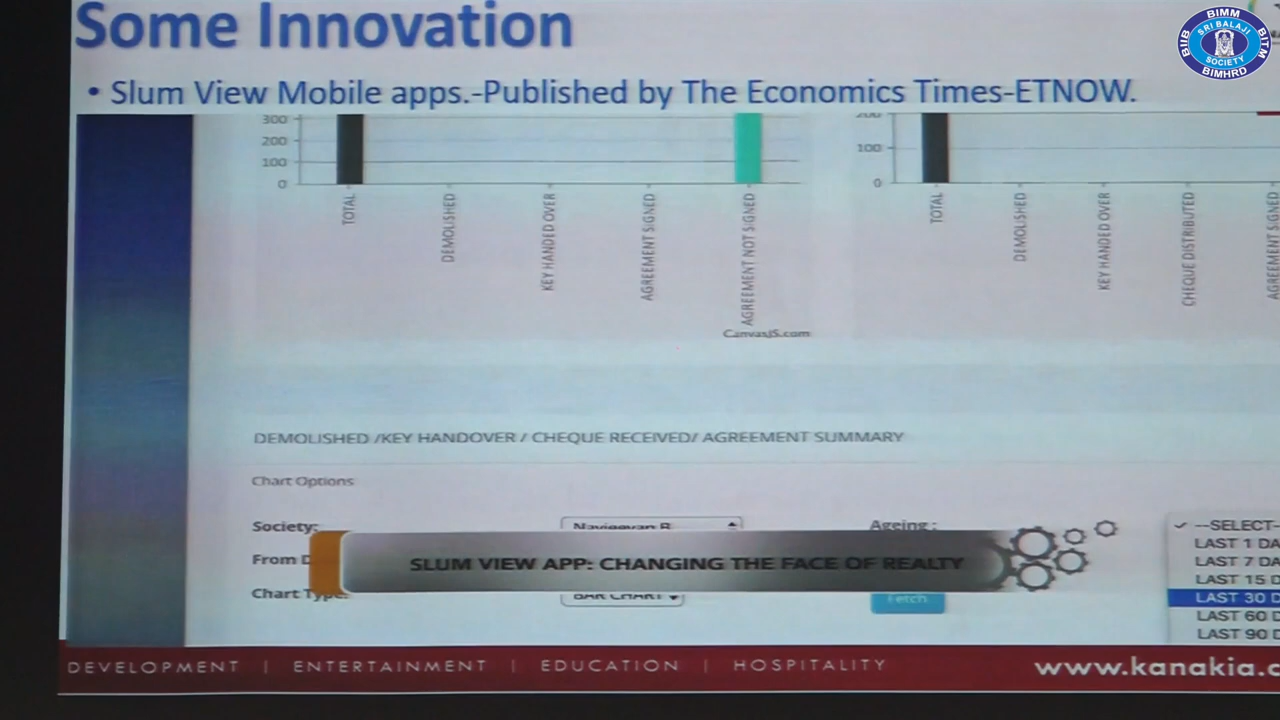 Some Innovation
• Slum View Mobile apps.-Published by The Economics Times-ETNOW.
BIMM
SRI BALAJI
SOCIETY
BIIB
BITM
BIMHRD
300
200
100
0
TOTAL
DEMOLISHED
KEY HANDED OVER
AGREEMENT SIGNED
AGREEMENT NOT SIGNED
CanvasJS.com
200
100
0
TOTAL
DEMOLISHED
KEY HANDED OVER
CHEQUE DISTRIBUTED
AGREEMENT SIGNED
DEMOLISHED /KEY HANDOVER / CHEQUE RECEIVED/ AGREEMENT SUMMARY
Chart Options
Society:
Ageing :
From D
Chart Type:
BAR CHART
Fetch
--SELECT-
LAST 1 DA
LAST 7 DA
LAST 15 D
LAST 30 D
LAST 60 D
LAST 90 D
SLUM VIEW APP: CHANGING THE FACE OF REALTY
DEVELOPMENT | ENTERTAINMENT | EDUCATION | HOSPITALITY
www.kanakia.c